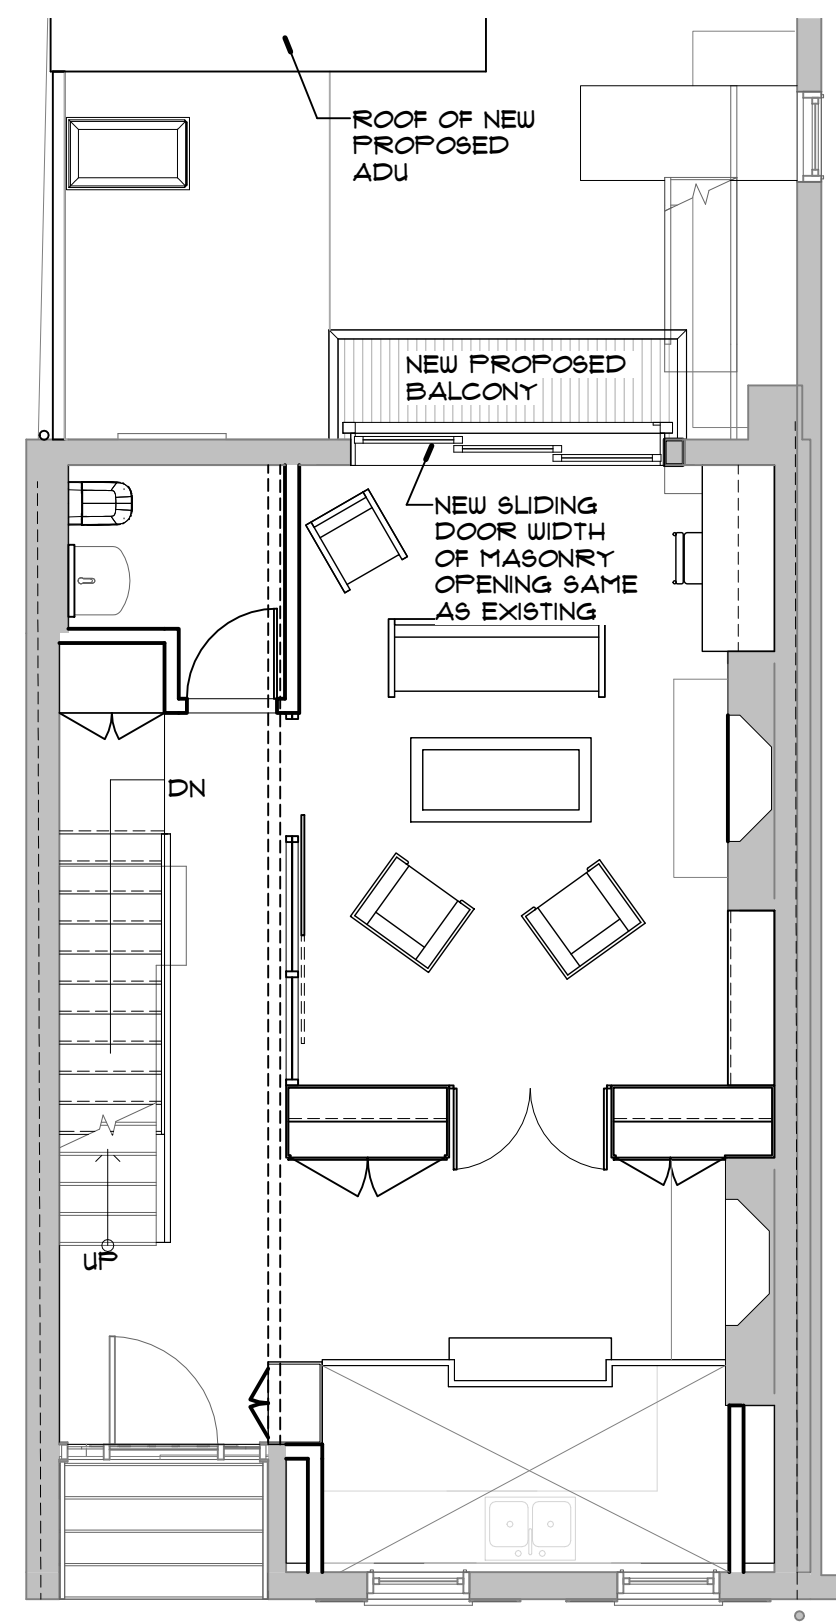 ROOF OF NEW
PROPOSED
ADU
NEW PROPOSED
BALCONY
NEW SLIDING
DOOR WIDTH
OF MASONRY
OPENING SAME
AS EXISTING
DN
UP